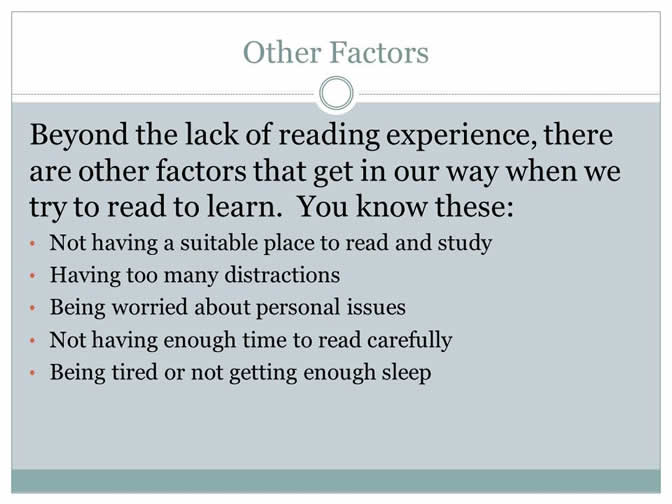 Other Factors
Beyond the lack of reading experience, there
are other factors that get in our way when we
try to read to learn.  You know these:
• Not having a suitable place to read and study
• Having too many distractions
• Being worried about personal issues
• Not having enough time to read carefully
• Being tired or not getting enough sleep